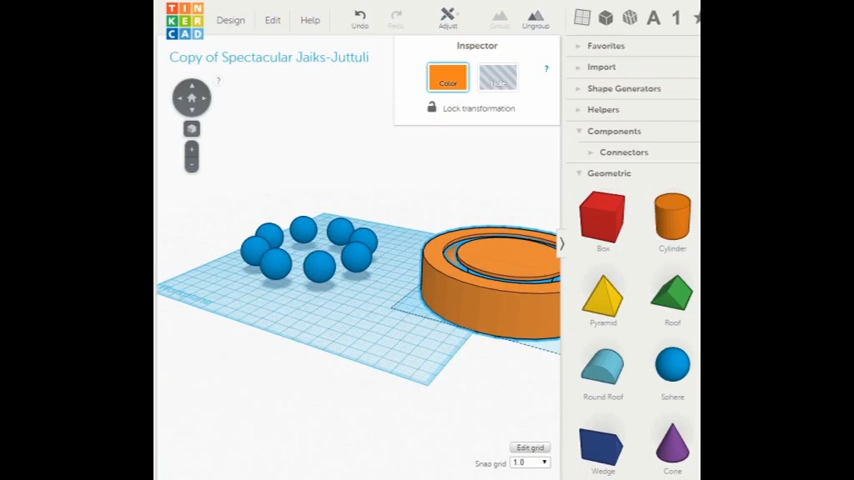 TIN
KER
CAD
Design
Edit
Help
Undo
Redo
Adjust
Group
Ungroup
A
1
Copy of Spectacular Jaiks-Juttuli
?
Inspector
Color
Hole
?
Lock transformation
Favorites
Import
Shape Generators
Helpers
Components
Connectors
Geometric
Box
Cylinder
Pyramid
Roof
Round Roof
Sphere
Wedge
Cone
Edit grid
Snap grid
1.0